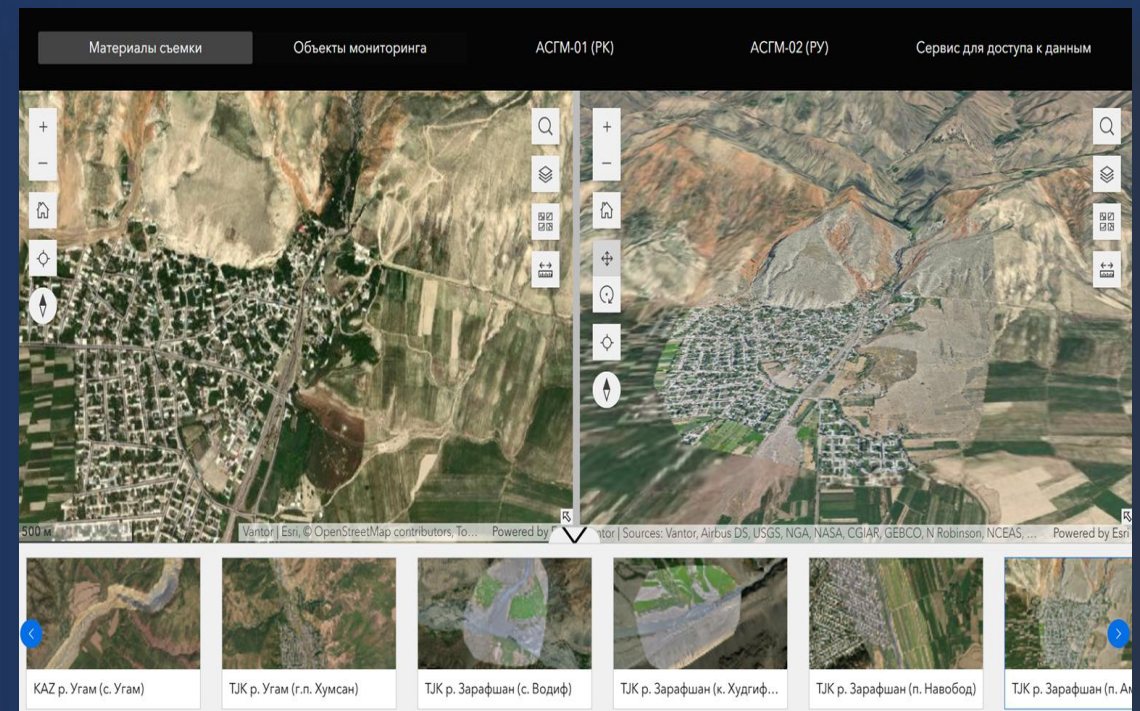 Материалы съемки
Объекты мониторинга
АСГМ-01 (РК)
АСГМ-02 (РУ)
Сервис для доступа к данным
500 м
Vantor | Esri, © OpenStreetMap contributors, To... Powered by
Sources: Vantor, Airbus DS, USGS, NGA, NASA, CGIAR, GEBCO, N Robinson, NCEAS, ... Powered by Esri
KAZ р. Угам (с. Угам)
TJK р. Угам (г.п. Хумсан)
TJK р. Зарафшан (с. Водиф)
TJK р. Зарафшан (к. Худгиф...
TJK р. Зарафшан (п. Навобод)
TJK р. Зарафшан (п.